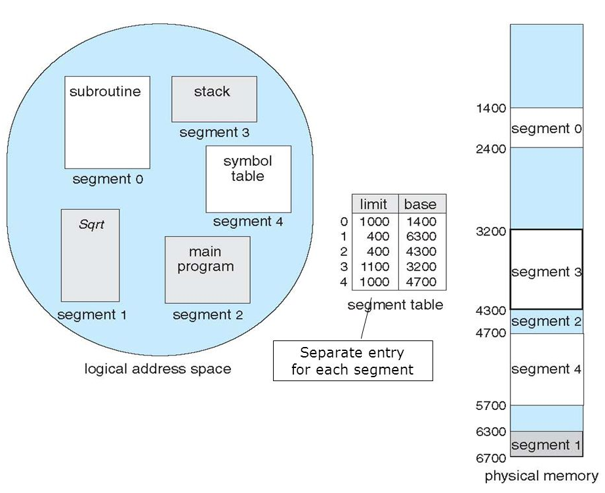 subroutine
segment 0
stack
segment 3
symbol
table
segment 4
Sqrt
segment 1
main
program
segment 2
logical address space
limit base
0 1000 1400
1 400 6300
2 400 4300
3 1100 3200
4 1000 4700
segment table
Separate entry
for each segment
1400
segment 0
2400
3200
segment 3
4300
segment 2
4700
segment 4
5700
6300
segment 1
6700
physical memory